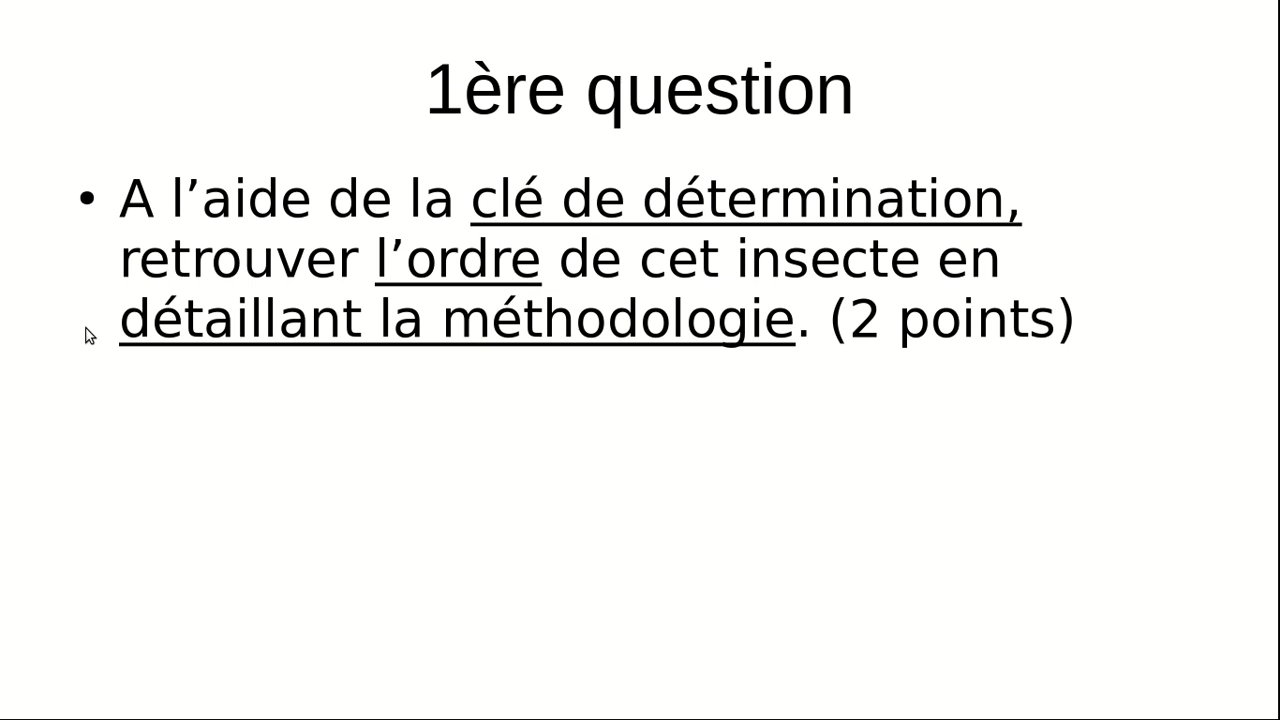 1ère question
• A l’aide de la clé de détermination,
retrouver l’ordre de cet insecte en
détaillant la méthodologie. (2 points)